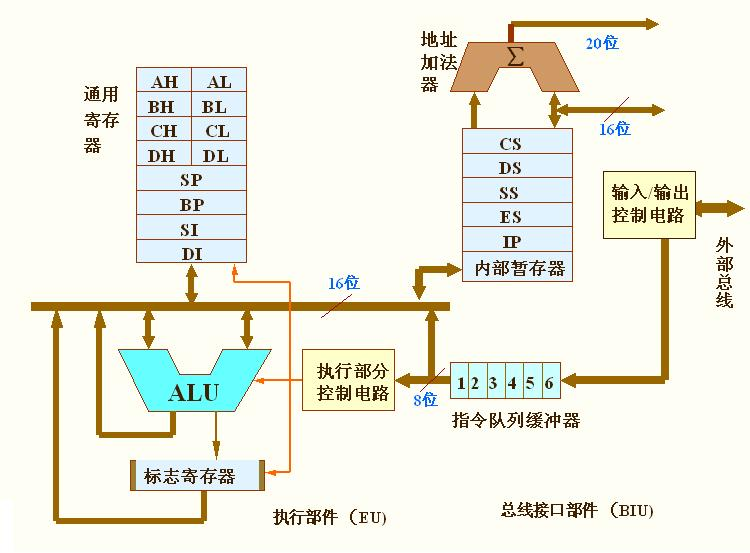 地址
加法
器
Σ
20位
16位
通用
寄存
器
AH AL
BH BL
CH CL
DH DL
SP
BP
SI
DI
CS
DS
SS
ES
IP
内部暂存器
输入/输出
控制电路
外部总线
16位
ALU
执行部分
控制电路
8位
1 2 3 4 5 6
指令队列缓冲器
标志寄存器
执行部件（EU)
总线接口部件（BIU)